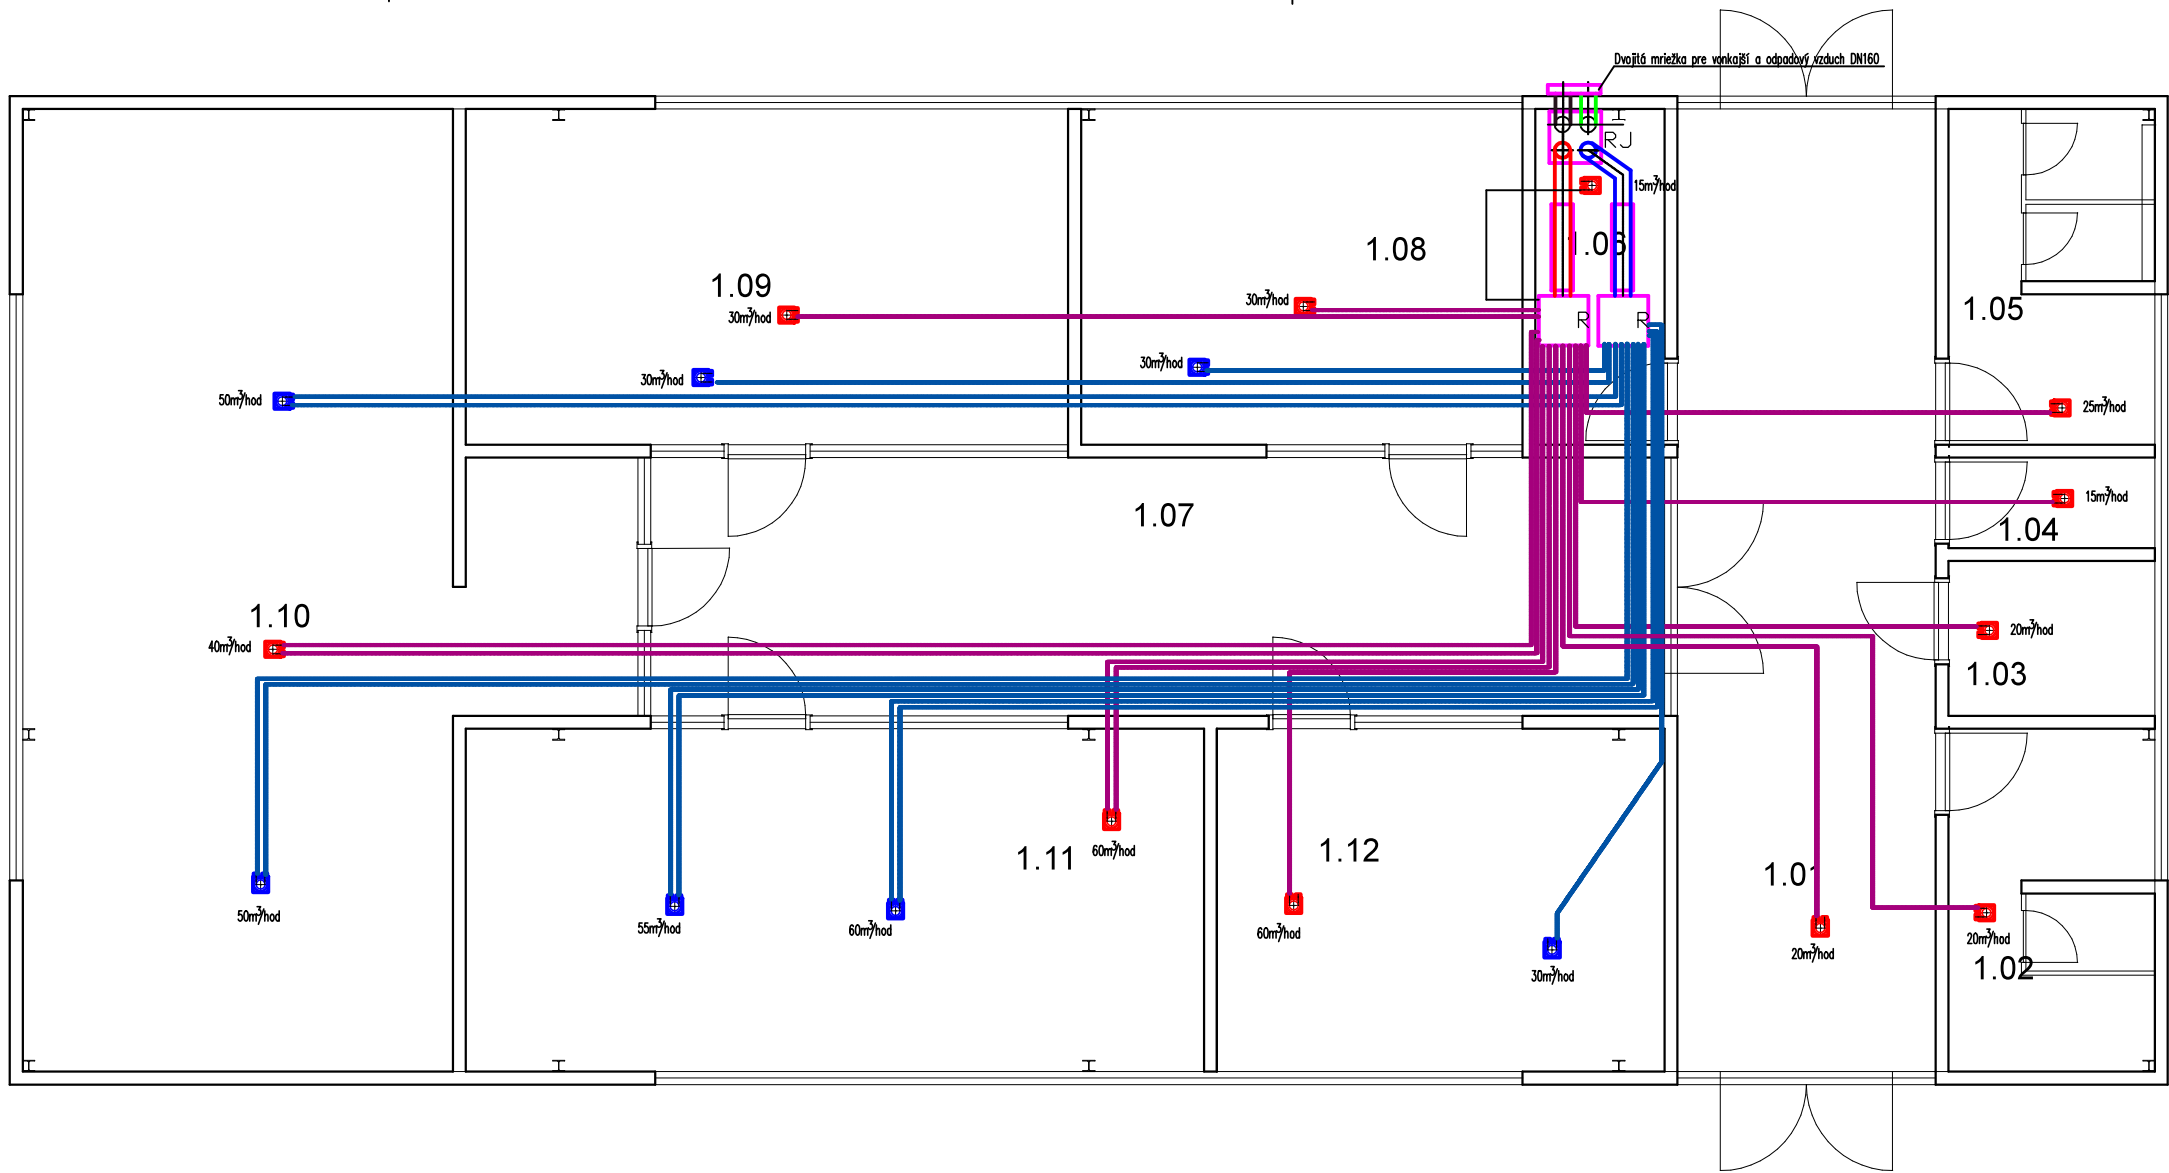 Dvojitá mriežka pre vonkajší a odpadový vzduch DN160
RJ
15m³/hod
1.06
1.08
1.09
30m³/hod
30m³/hod
R
R
1.05
30m³/hod
30m³/hod
50m³/hod
25m³/hod
15m³/hod
1.07
1.04
1.10
40m³/hod
20m³/hod
1.03
60m³/hod
1.11
1.12
1.01
50m³/hod
55m³/hod
60m³/hod
60m³/hod
30m³/hod
20m³/hod
20m³/hod
1.02